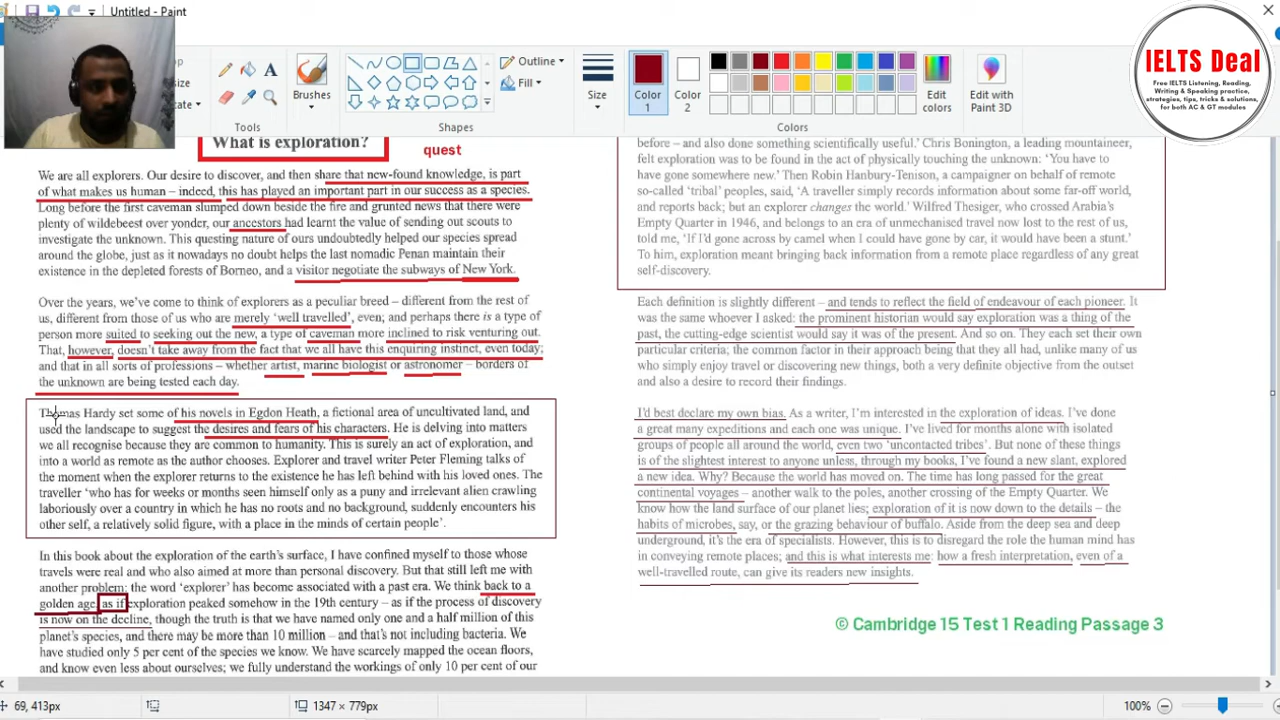 Untitled - Paint
IELTS Deal
Free IELTS Listening, Reading,
Writing & Speaking practice,
strategies, tips, tricks & solutions,
for both AC & GT modules
Outline
Fill
Brushes
Size
Color
1
Color
2
Edit
colors
Edit with
Paint 3D
Tools
Shapes
Colors
What is exploration?
quest
We are all explorers. Our desire to discover, and then share that new-found knowledge, is part
of what makes us human – indeed, this has played an important part in our success as a species.
Long before the first caveman slumped down beside the fire and grunted news that there were
plenty of wildebeest over yonder, our ancestors had learnt the value of sending out scouts to
investigate the unknown. This questing nature of ours undoubtedly helped our species spread
around the globe, just as it nowadays no doubt helps the last nomadic Penan maintain their
existence in the depleted forests of Borneo, and a visitor negotiate the subways of New York.
Over the years, we've come to think of explorers as a peculiar breed – different from the rest of
us, different from those of us who are merely 'well travelled', even; and perhaps there is a type of
person more suited to seeking out the new, a type of caveman more inclined to risk venturing out.
That, however, doesn't take away from the fact that we all have this enquiring instinct, even today;
and that in all sorts of professions – whether artist, marine biologist or astronomer – borders of
the unknown are being tested each day.
Thomas Hardy set some of his novels in Egdon Heath, a fictional area of uncultivated land, and
used the landscape to suggest the desires and fears of his characters. He is delving into matters
we all recognise because they are common to humanity. This is surely an act of exploration, and
into a world as remote as the author chooses. Explorer and travel writer Peter Fleming talks of
the moment when the explorer returns to the existence he has left behind with his loved ones. The
traveller 'who has for weeks or months seen himself only as a puny and irrelevant alien crawling
laboriously over a country in which he has no roots and no background, suddenly encounters his
other self, a relatively solid figure, with a place in the minds of certain people'.
In this book about the exploration of the earth's surface, I have confined myself to those whose
travels were real and who also aimed at more than personal discovery. But that still left me with
another problem: the word 'explorer' has become associated with a past era. We think back to a
golden age, as if exploration peaked somehow in the 19th century – as if the process of discovery
is now on the decline, though the truth is that we have named only one and a half million of this
planet's species, and there may be more than 10 million – and that's not including bacteria. We
have studied only 5 per cent of the species we know. We have scarcely mapped the ocean floors,
and know even less about ourselves; we fully understand the workings of only 10 per cent of our
before – and also done something scientifically useful.' Chris Bonington, a leading mountaineer,
felt exploration was to be found in the act of physically touching the unknown: 'You have to
have gone somewhere new.' Then Robin Hanbury-Tenison, a campaigner on behalf of remote
so-called 'tribal' peoples, said, 'A traveller simply records information about some far-off world,
and reports back; but an explorer changes the world.' Wilfred Thesiger, who crossed Arabia's
Empty Quarter in 1946, and belongs to an era of unmechanised travel now lost to the rest of us,
told me, 'If I'd gone across by camel when I could have gone by car, it would have been a stunt.'
To him, exploration meant bringing back information from a remote place regardless of any great
self-discovery.
Each definition is slightly different – and tends to reflect the field of endeavour of each pioneer. It
was the same whoever I asked: the prominent historian would say exploration was a thing of the
past, the cutting-edge scientist would say it was of the present. And so on. They each set their own
particular criteria; the common factor in their approach being that they all had, unlike many of us
who simply enjoy travel or discovering new things, both a very definite objective from the outset
and also a desire to record their findings.
I'd best declare my own bias. As a writer, I'm interested in the exploration of ideas. I've done
a great many expeditions and each one was unique. I've lived for months alone with isolated
groups of people all around the world, even two 'uncontacted tribes'. But none of these things
is of the slightest interest to anyone unless, through my books, I've found a new slant, explored
a new idea. Why? Because the world has moved on. The time has long passed for the great
continental voyages – another walk to the poles, another crossing of the Empty Quarter. We
know how the land surface of our planet lies; exploration of it is now down to the details – the
habits of microbes, say, or the grazing behaviour of buffalo. Aside from the deep sea and deep
underground, it's the era of specialists. However, this is to disregard the role the human mind has
in conveying remote places; and this is what interests me: how a fresh interpretation, even of a
well-travelled route, can give its readers new insights.
© Cambridge 15 Test 1 Reading Passage 3
69, 413px
1347 × 779px
100%